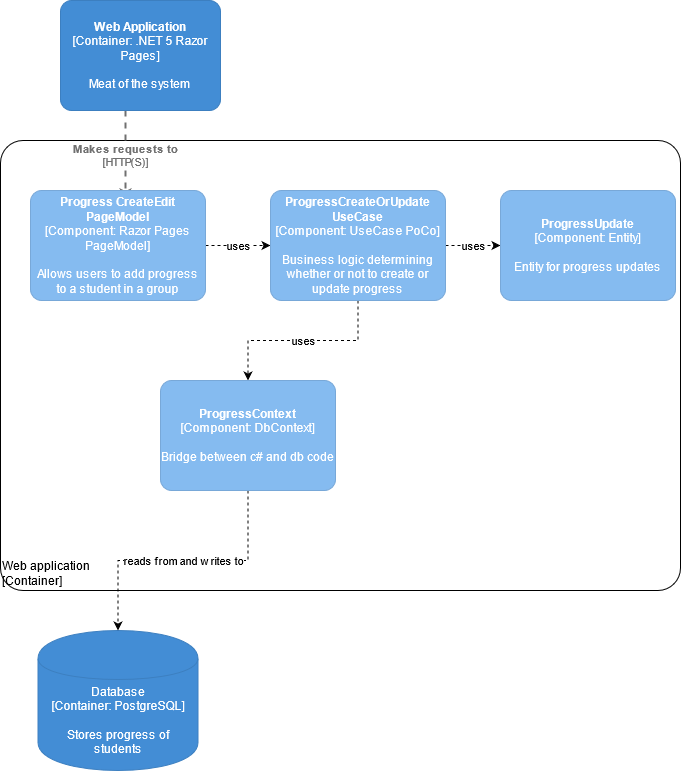 Web Application
[Container: .NET 5 Razor
Pages]
Meat of the system
Makes requests to
[HTTP(S)]
Progress CreateEdit
PageModel
[Component: Razor Pages
PageModel]
Allows users to add progress
to a student in a group
uses
ProgressCreateOrUpdate
UseCase
[Component: UseCase PoCo]
Business logic determining
whether or not to create or
update progress
uses
ProgressUpdate
[Component: Entity]
Entity for progress updates
uses
ProgressContext
[Component: DbContext]
Bridge between c# and db code
reads from and writes to
Web application
[Container]
Database
[Container: PostgreSQL]
Stores progress of
students